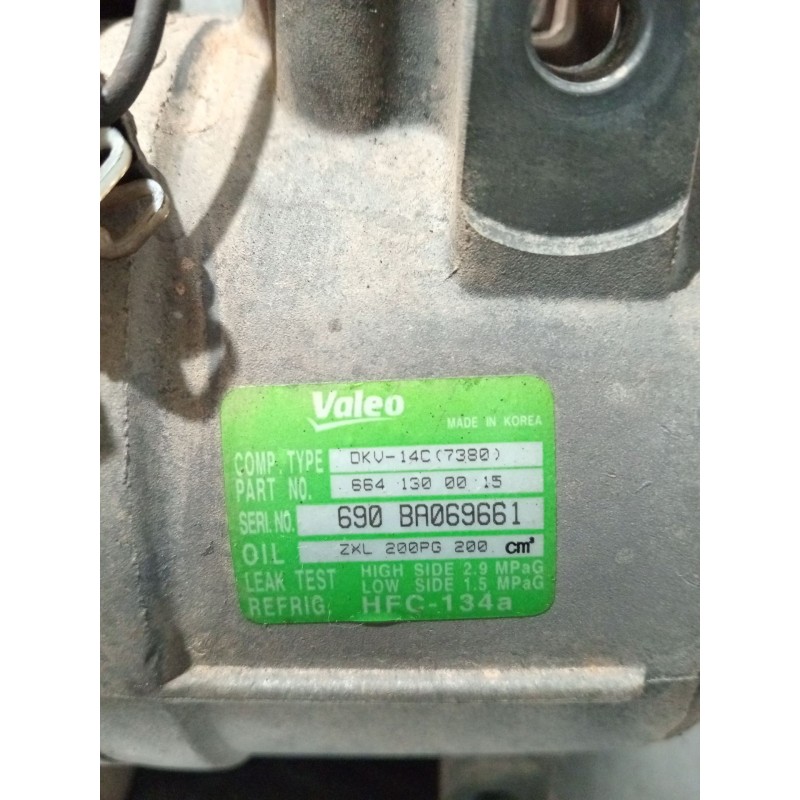 Valeo
MADE IN KOREA
COMP. TYPE DKV-14C(7380)
PART NO. 664 130 00 15
SERI. NO. 690 BA069661
OIL ZXL 200PG 200 cm³
LEAK TEST HIGH SIDE 2.9 MPaG
LOW SIDE 1.5 MPaG
REFRIG. HFC-134a